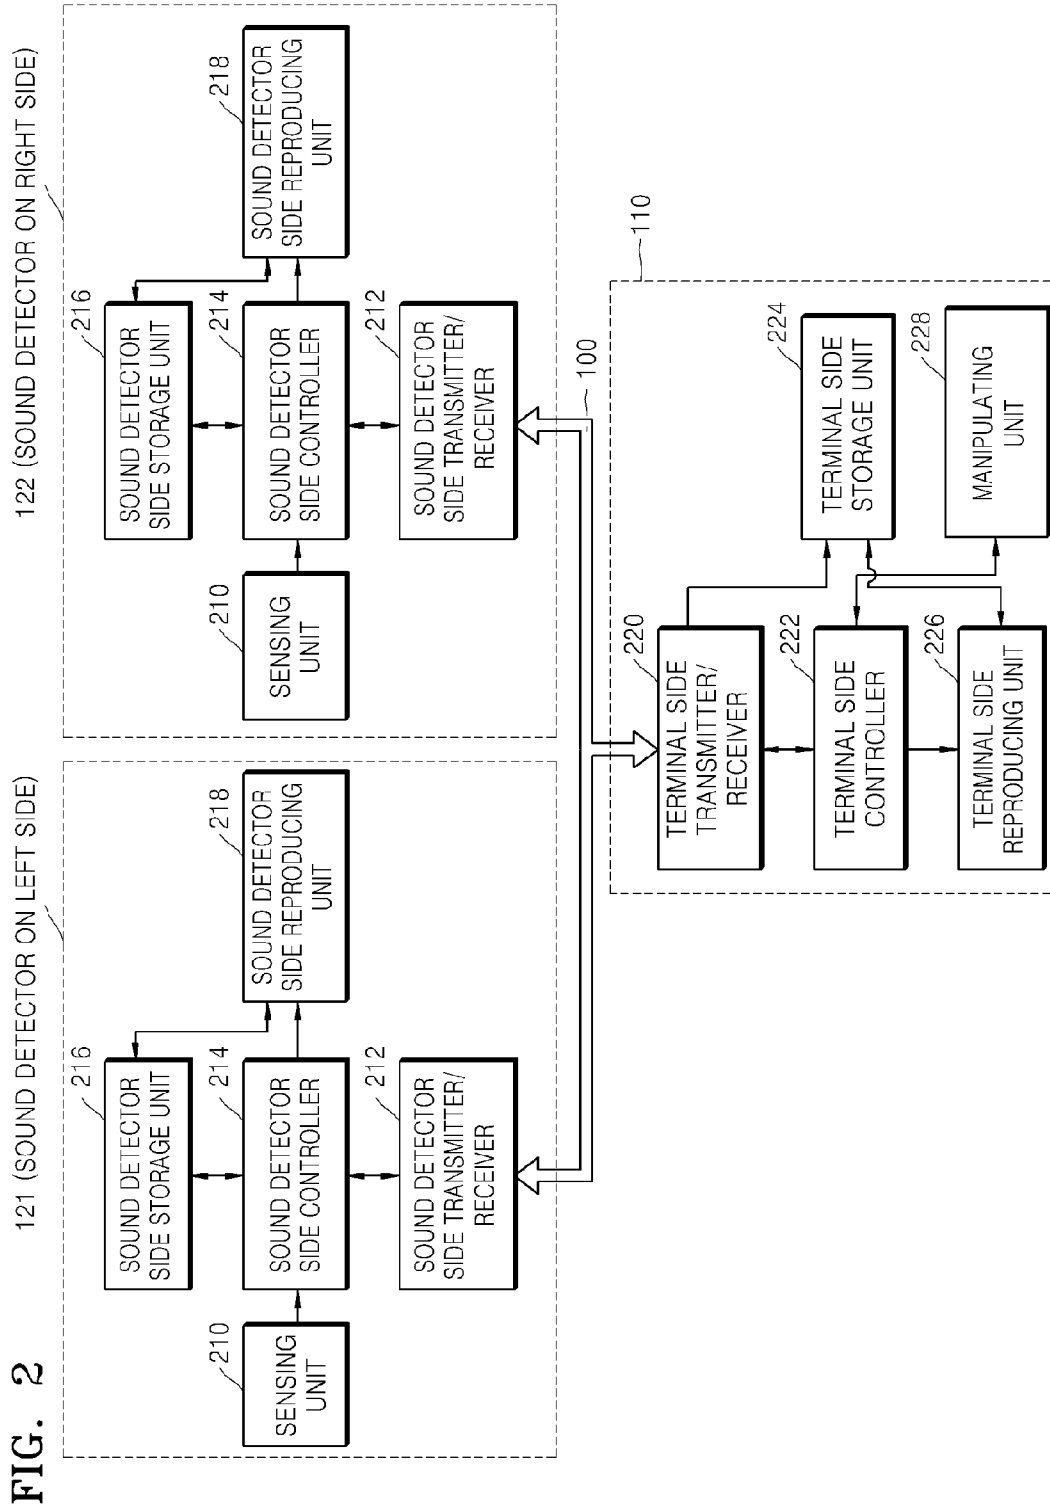 FIG. 2
121 (SOUND DETECTOR ON LEFT SIDE)
216
SOUND DETECTOR
SIDE STORAGE UNIT
210
SENSING
UNIT
214
SOUND DETECTOR
SIDE CONTROLLER
218
SOUND DETECTOR
SIDE REPRODUCING
UNIT
212
SOUND DETECTOR
SIDE TRANSMITTER/
RECEIVER
122 (SOUND DETECTOR ON RIGHT SIDE)
216
SOUND DETECTOR
SIDE STORAGE UNIT
210
SENSING
UNIT
214
SOUND DETECTOR
SIDE CONTROLLER
218
SOUND DETECTOR
SIDE REPRODUCING
UNIT
212
SOUND DETECTOR
SIDE TRANSMITTER/
RECEIVER
100
110
220
TERMINAL SIDE
TRANSMITTER/
RECEIVER
222
TERMINAL SIDE
CONTROLLER
224
TERMINAL SIDE
STORAGE UNIT
226
TERMINAL SIDE
REPRODUCING UNIT
228
MANIPULATING
UNIT